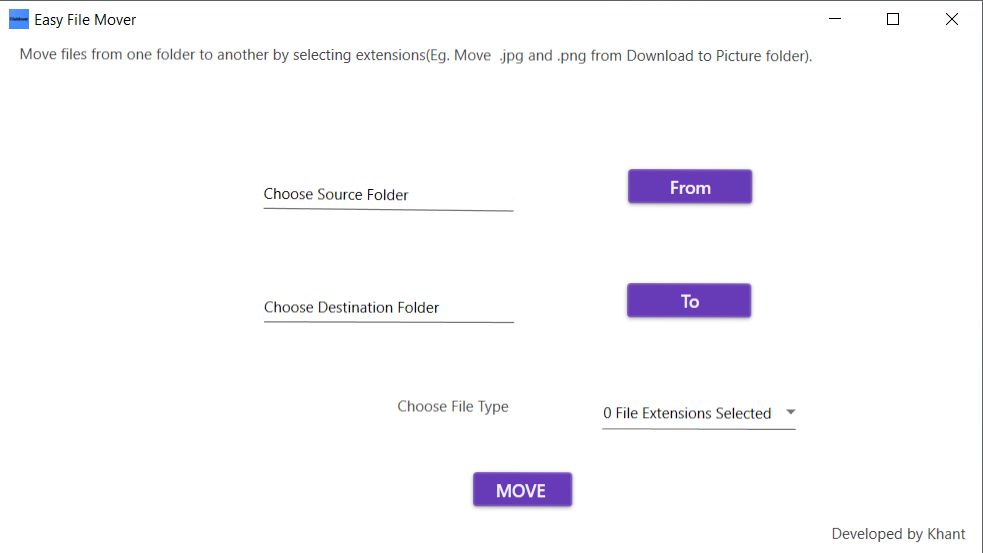 Easy File Mover
Move files from one folder to another by selecting extensions(Eg. Move  .jpg and .png from Download to Picture folder).
Choose Source Folder
From
Choose Destination Folder
To
Choose File Type
0 File Extensions Selected
MOVE
Developed by Khant